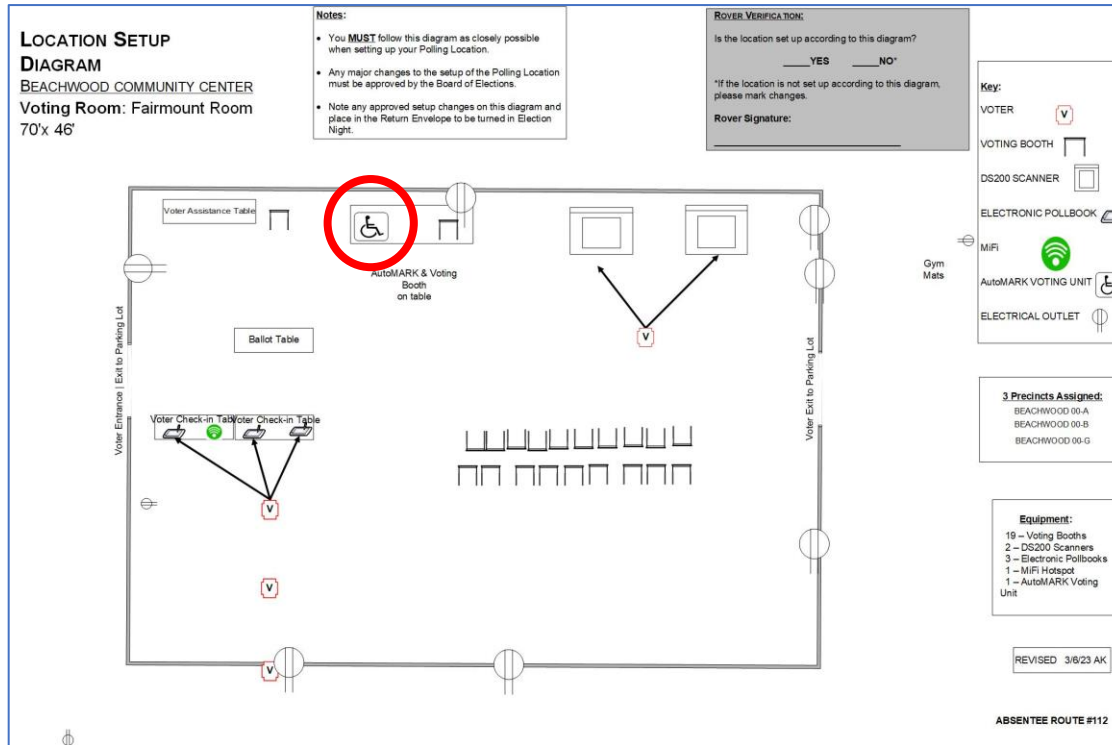 LOCATION SETUP
DIAGRAM
BEACHWOOD COMMUNITY CENTER
Voting Room: Fairmount Room
70'x 46'
Notes:
• You MUST follow this diagram as closely possible
when setting up your Polling Location.
• Any major changes to the setup of the Polling Location
must be approved by the Board of Elections.
• Note any approved setup changes on this diagram and
place in the Return Envelope to be turned in Election
Night.
ROVER VERIFICATION:
Is the location set up according to this diagram?
____YES ____NO*
*If the location is not set up according to this diagram,
please mark changes.
Rover Signature:
Key:
VOTER
V
VOTING BOOTH
DS200 SCANNER
ELECTRONIC POLLBOOK
MiFi
AutoMARK VOTING UNIT
ELECTRICAL OUTLET
Voter Assistance Table
AutoMARK & Voting
Booth
on table
Gym
Mats
Ballot Table
V
Voter Entrance | Exit to Parking Lot
Voter Exit to Parking Lot
Voter Check-in Table
Voter Check-in Table
V
V
V
3 Precincts Assigned:
BEACHWOOD 00-A
BEACHWOOD 00-B
BEACHWOOD 00-G
Equipment:
19 – Voting Booths
2 – DS200 Scanners
3 – Electronic Pollbooks
1 – MiFi Hotspot
1 – AutoMARK Voting
Unit
REVISED 3/6/23 AK
ABSENTEE ROUTE #112